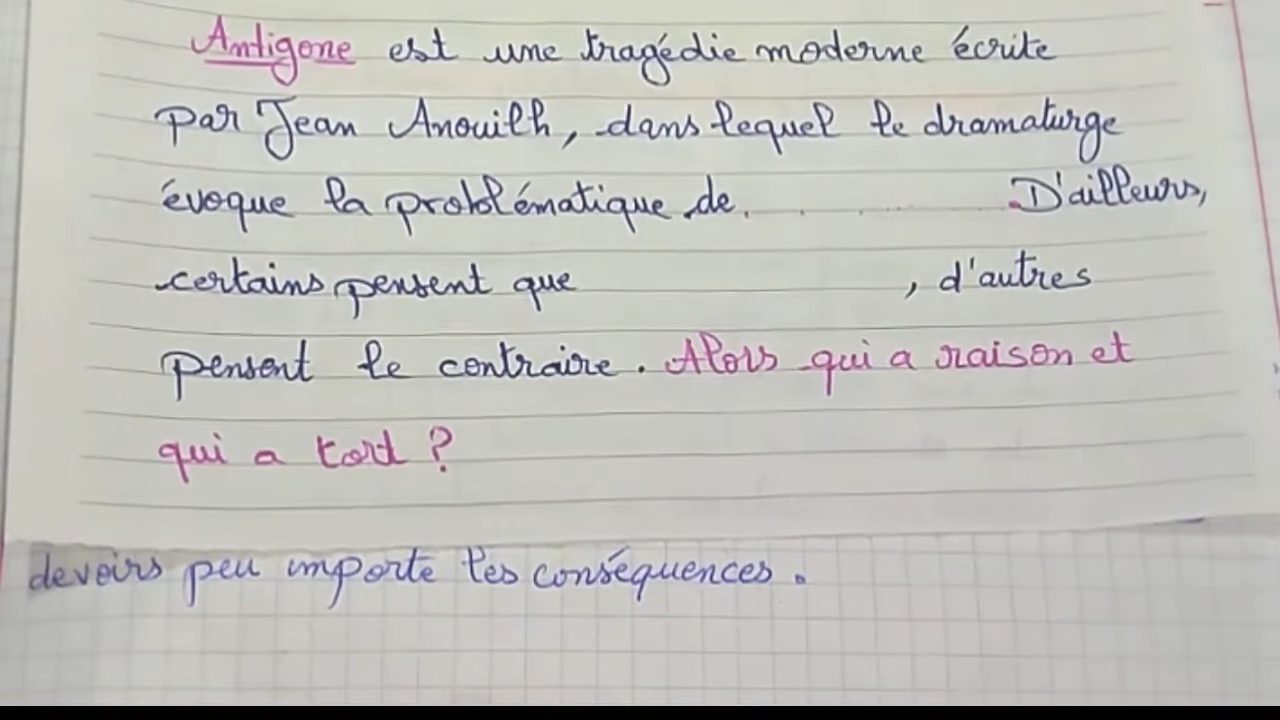 Antigone est une tragédie moderne écrite
par Jean Anouilh, dans lequel le dramaturge
évoque la problématique de. . ... .D'ailleurs,
certains pensent que , d'autres
pensent le contraire. Alors qui a raison et
qui a tort ?
devoirs peu importe les conséquences.